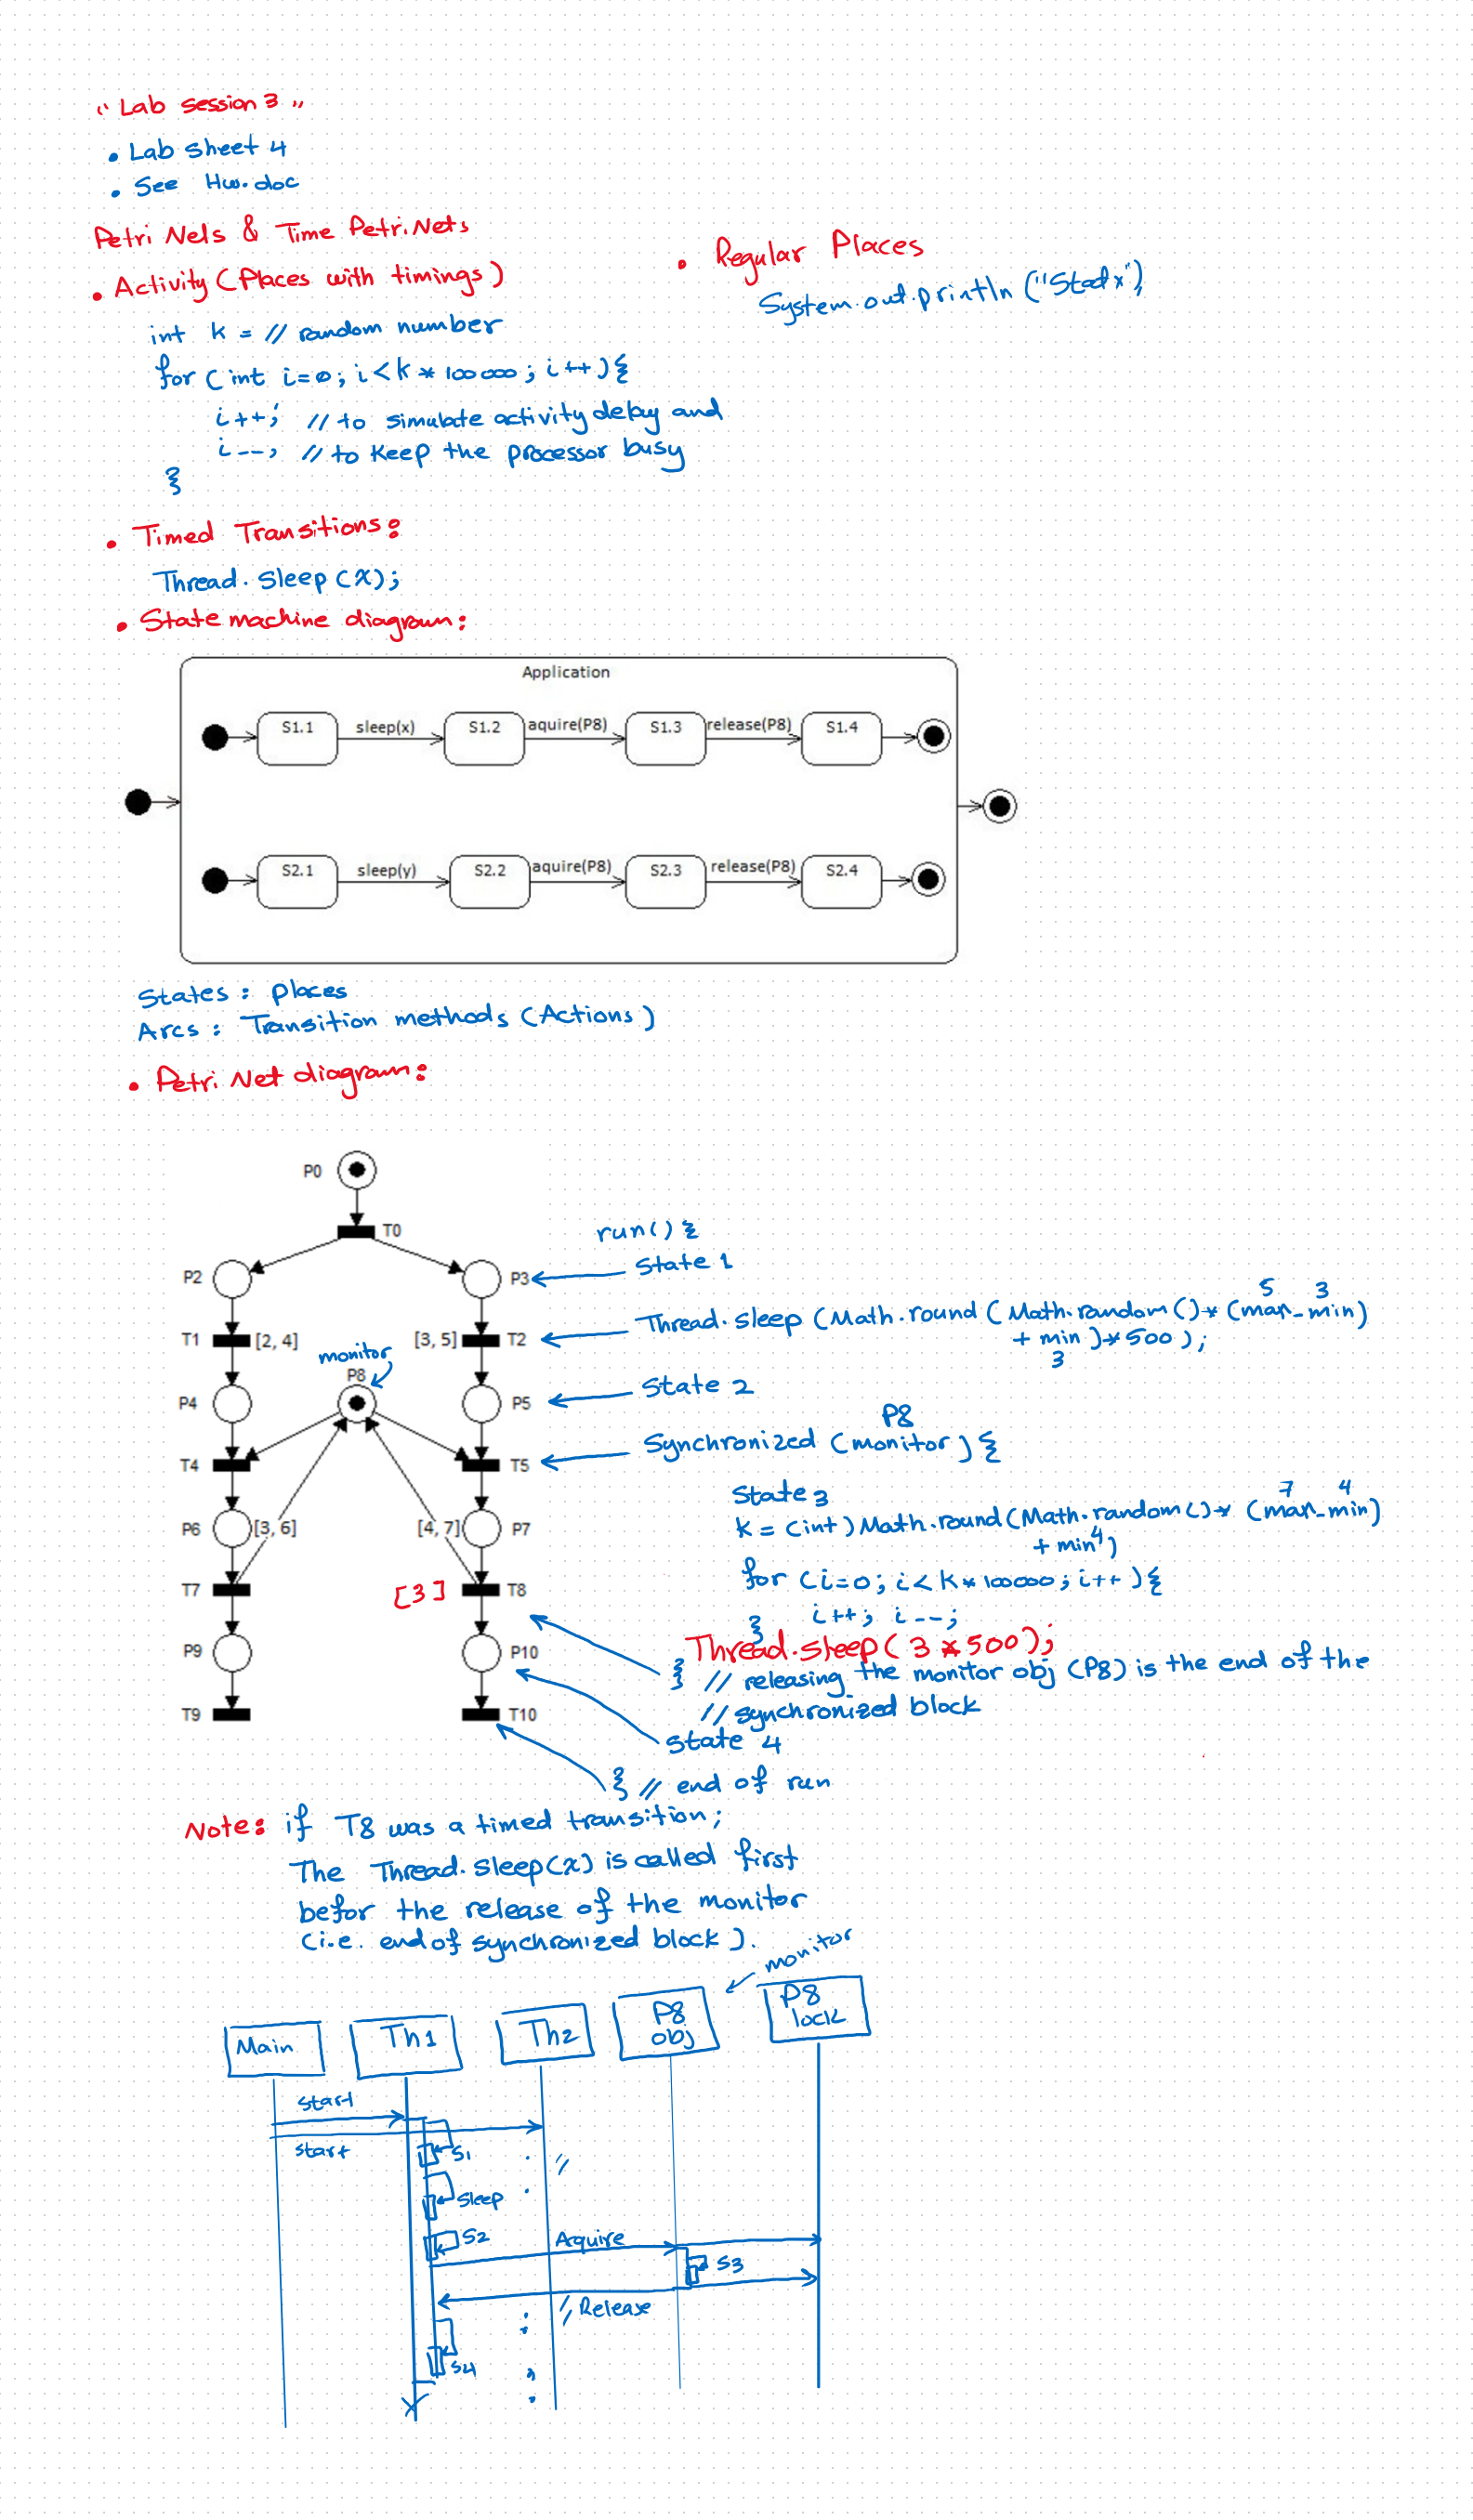 "Lab session 3"
• Lab sheet 4
• See Hw.doc
Petri Nets & Time Petri Nets
• Activity (Places with timings)
int k = // random number
for (int i=0; i<k * 100000; i++){
i++; // to simulate activity delay and
i--; // to keep the processor busy
}
• Regular Places
System.out.println("State x")
• Timed Transitions:
Thread.sleep(x);
• State machine diagram:
Application
S1.1 sleep(x) S1.2 aquire(P8) S1.3 release(P8) S1.4
S2.1 sleep(y) S2.2 aquire(P8) S2.3 release(P8) S2.4
States: places
Arcs: Transition methods (Actions)
• Petri Net diagram:
P0
T0
run(){
P2 P3 State 1
5 3
T1 [2, 4] [3, 5] T2 Thread.sleep(Math.round(Math.random()*(max-min)
+ min)*500);
3
monitor
P8
P4 P5 State 2
P8
T4 T5 Synchronized (monitor) {
State 3
7 4
P6 [3, 6] [4, 7] P7 k = (int)Math.round(Math.random()* (max-min)
+ min)
4
for (i=0; i<k*100000; i++){
T7 [3] T8
i++; i--;
}
Thread.sleep(3*500);
P9 P10
} // releasing the monitor obj (P8) is the end of the
// synchronized block
T9 T10
State 4
} // end of run
Note: if T8 was a timed transition;
The Thread.sleep(x) is called first
befor the release of the monitor
(i.e. end of synchronized block).
monitor
Main Th1 Th2 P8 obj P8 lock
start
start
S1
//
sleep
S2
Acquire
S3
// Release
S4